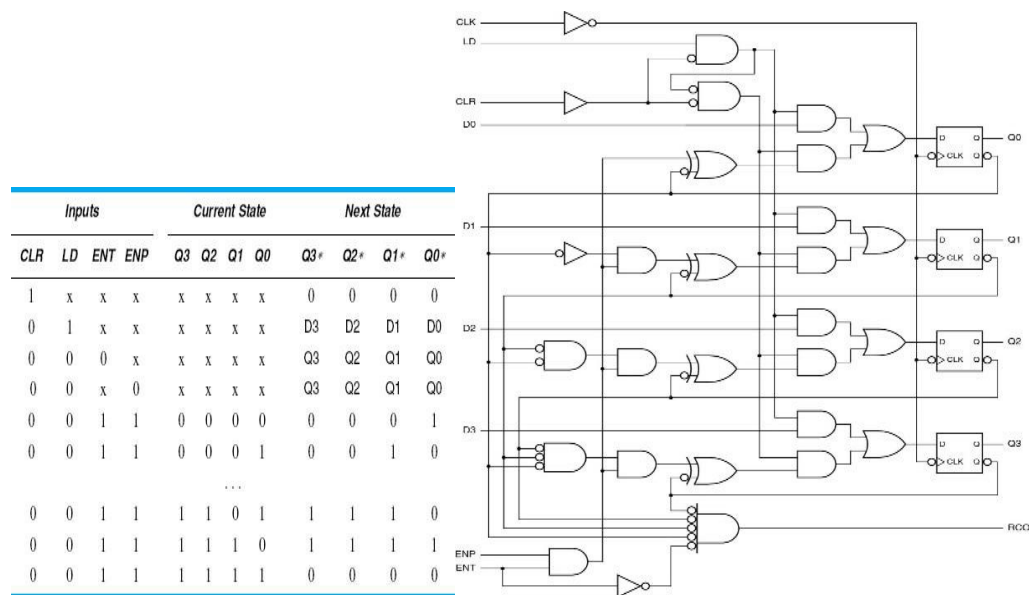 Inputs Current State Next State
CLR LD ENT ENP Q3 Q2 Q1 Q0 Q3* Q2* Q1* Q0*
1 x x x x x x x 0 0 0 0
0 1 x x x x x x D3 D2 D1 D0
0 0 0 x x x x x Q3 Q2 Q1 Q0
0 0 x 0 x x x x Q3 Q2 Q1 Q0
0 0 1 1 0 0 0 0 0 0 0 1
0 0 1 1 0 0 0 1 0 0 1 0
...
0 0 1 1 1 1 0 1 1 1 1 0
0 0 1 1 1 1 1 0 1 1 1 1
0 0 1 1 1 1 1 1 0 0 0 0
CLK
LD
CLR
D0
D Q
CLK Q
Q0
D1
D Q
CLK Q
Q1
D2
D Q
CLK Q
Q2
D3
D Q
CLK Q
Q3
RCO
ENP
ENT